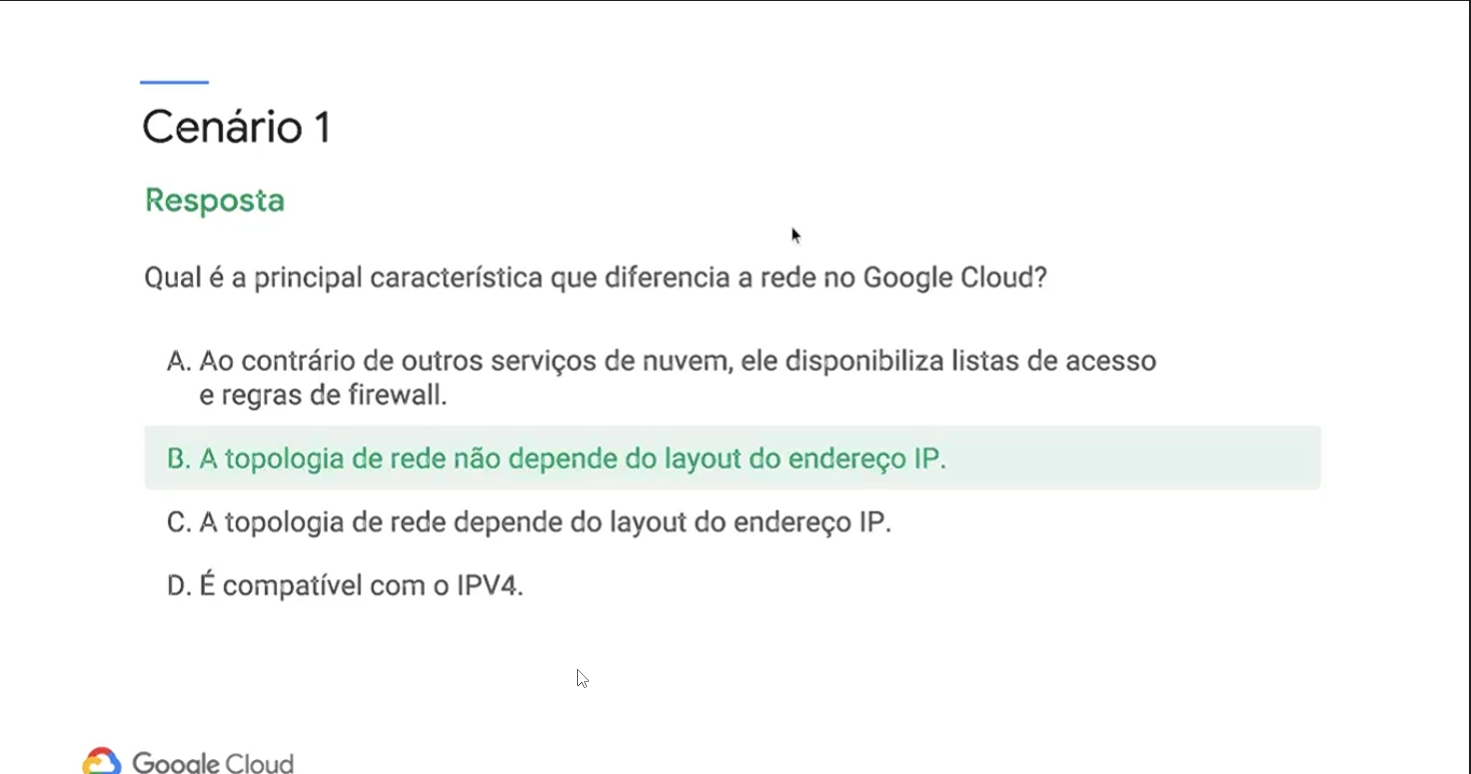 Cenário 1
Resposta
Qual é a principal característica que diferencia a rede no Google Cloud?
A. Ao contrário de outros serviços de nuvem, ele disponibiliza listas de acesso
e regras de firewall.
B. A topologia de rede não depende do layout do endereço IP.
C. A topologia de rede depende do layout do endereço IP.
D. É compatível com o IPV4.
Google Cloud